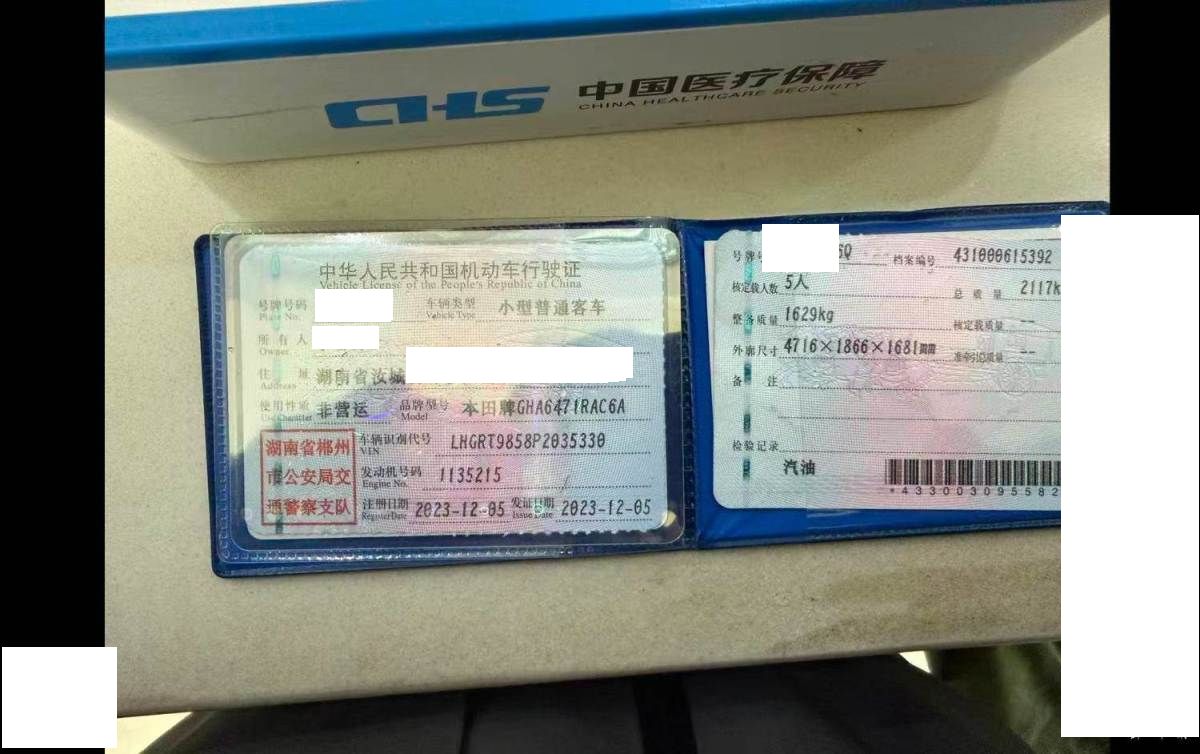 CHS 中国医疗保障
CHINA HEALTHCARE SECURITY
中华人民共和国机动车行驶证
Vehicle License of the People's Republic of China
号牌号码
Plate No.
车辆类型 小型普通客车
Vehicle Type
所有人
Owner
住址 湖南省汝城
Address
使用性质 非营运 品牌型号 本田牌GHA6471RAC6A
Use Character Model
湖南省郴州
市公安局交
通警察支队
车辆识别代号 LHGRT9858P2035330
VIN
发动机号码 1135215
Engine No.
注册日期 2023-12-05 发证日期 2023-12-05
Register Date Issue Date
号牌 6Q 档案编号 431000615392
核定载人数 5人 总质量 2117k
整备质量 1629kg 核定载质量 --
外廓尺寸 4716×1866×1681mm 准牵引总质量 --
备注
检验记录
汽油
*433003095582